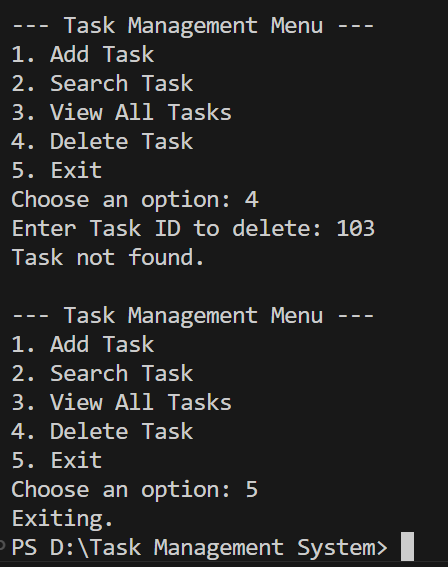 --- Task Management Menu ---
1. Add Task
2. Search Task
3. View All Tasks
4. Delete Task
5. Exit
Choose an option: 4
Enter Task ID to delete: 103
Task not found.
--- Task Management Menu ---
1. Add Task
2. Search Task
3. View All Tasks
4. Delete Task
5. Exit
Choose an option: 5
Exiting.
PS D:\Task Management System>